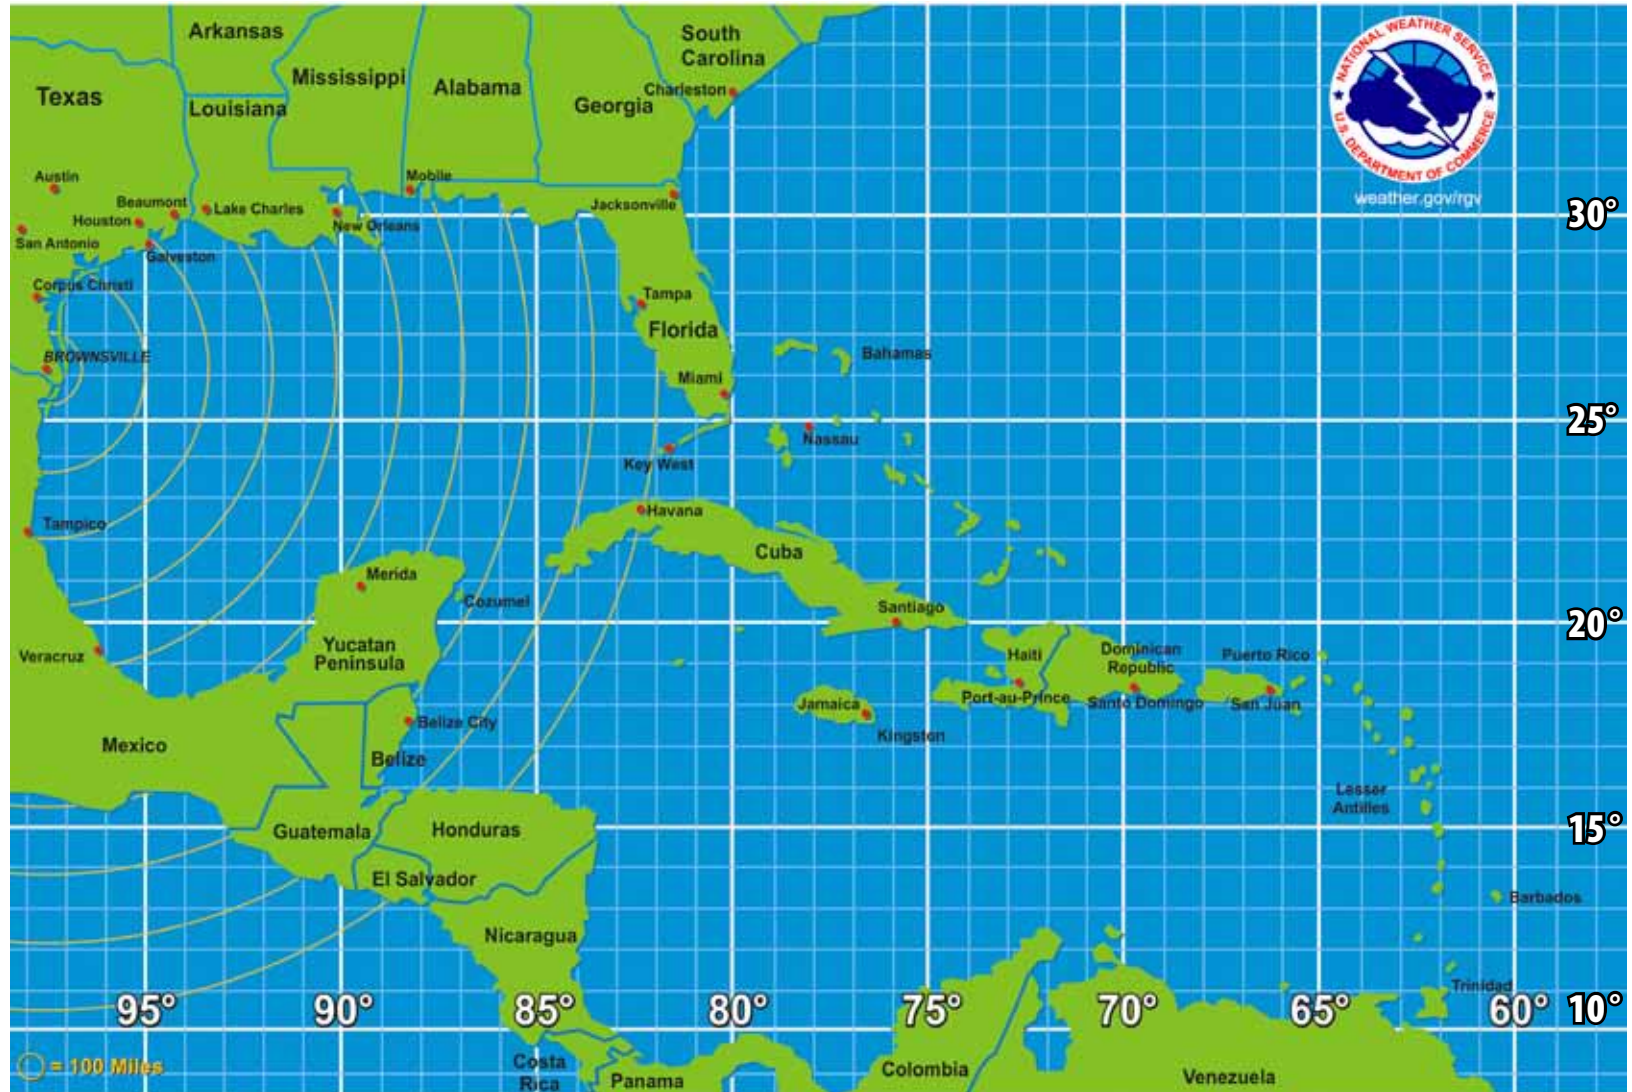 Arkansas
South
Carolina
Mississippi
Alabama
Texas
Charleston
Georgia
Louisiana
NATIONAL WEATHER SERVICE
U.S. DEPARTMENT OF COMMERCE
weather.gov/rgv
Austin
Mobile
Beaumont
Jacksonville
Lake Charles
30°
Houston
New Orleans
San Antonio
Galveston
Corpus Christi
Tampa
Florida
BROWNSVILLE
Bahamas
Miami
25°
Nassau
Key West
Havana
Tampico
Cuba
Merida
Cozumel
Santiago
20°
Yucatan
Peninsula
Veracruz
Haiti
Dominican
Republic
Puerto Rico
Port-au-Prince
Jamaica
Santo Domingo
San Juan
Belize City
Kingston
Mexico
Belize
Lesser
Antilles
15°
Guatemala
Honduras
El Salvador
Barbados
Nicaragua
Trinidad
95°
90°
85°
80°
75°
70°
65°
60°
10°
= 100 Miles
Costa
Rica
Panama
Colombia
Venezuela